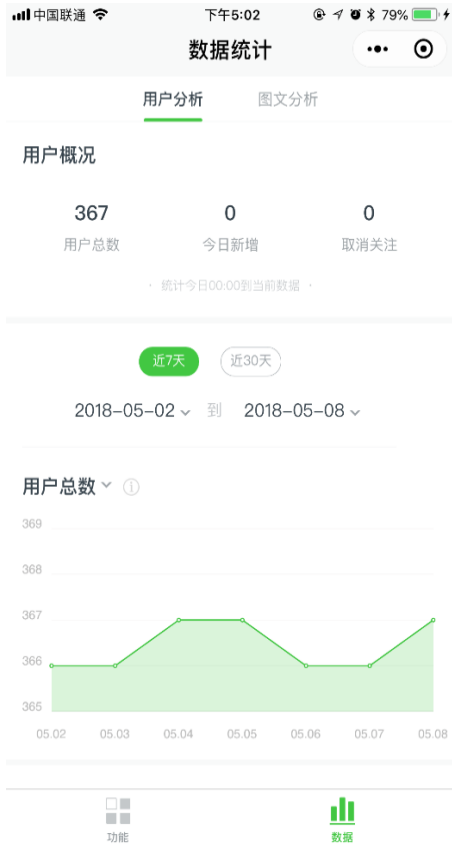 中国联通 下午5:02 79%
数据统计
用户分析 图文分析
用户概况
367 0 0
用户总数 今日新增 取消关注
· 统计今日00:00到当前数据 ·
近7天 近30天
2018-05-02 到 2018-05-08
用户总数
369
368
367
366
365
05.02 05.03 05.04 05.05 05.06 05.07 05.08
功能 数据